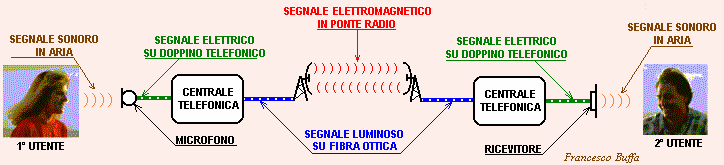 SEGNALE ELETTROMAGNETICO
IN PONTE RADIO
SEGNALE SONORO
IN ARIA
SEGNALE ELETTRICO
SU DOPPINO TELEFONICO
SEGNALE ELETTRICO
SU DOPPINO TELEFONICO
SEGNALE SONORO
IN ARIA
CENTRALE
TELEFONICA
CENTRALE
TELEFONICA
1° UTENTE
MICROFONO
SEGNALE LUMINOSO
SU FIBRA OTTICA
RICEVITORE
2° UTENTE
Francesco Buffa